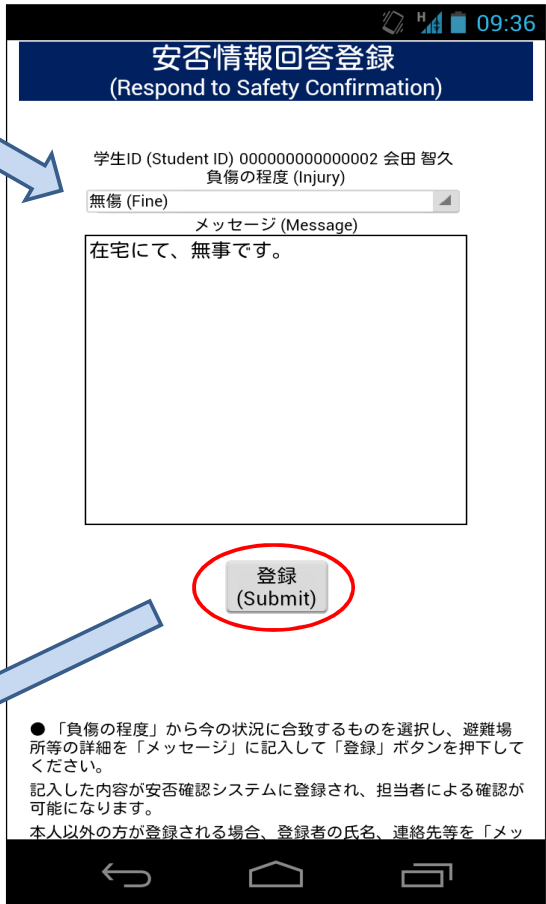 H 09:36
安否情報回答登録
(Respond to Safety Confirmation)
学生ID (Student ID) 000000000000002 会田 智久
負傷の程度 (Injury)
無傷 (Fine)
メッセージ (Message)
在宅にて、無事です。
登録
(Submit)
● 「負傷の程度」から今の状況に合致するものを選択し、避難場
所等の詳細を「メッセージ」に記入して「登録」ボタンを押下して
ください。
記入した内容が安否確認システムに登録され、担当者による確認が
可能になります。
本人以外の方が登録される場合、登録者の氏名、連絡先等を「メッ